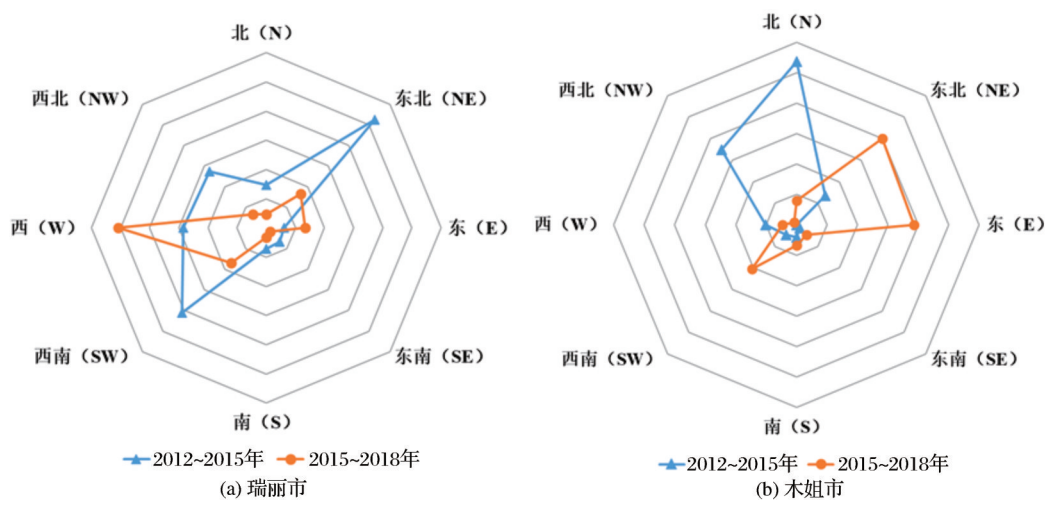 北（N）
东北（NE）
东（E）
东南（SE）
南（S）
西南（SW）
西（W）
西北（NW）
2012~2015年
2015~2018年
(a) 瑞丽市
北（N）
东北（NE）
东（E）
东南（SE）
南（S）
西南（SW）
西（W）
西北（NW）
2012~2015年
2015~2018年
(b) 木姐市